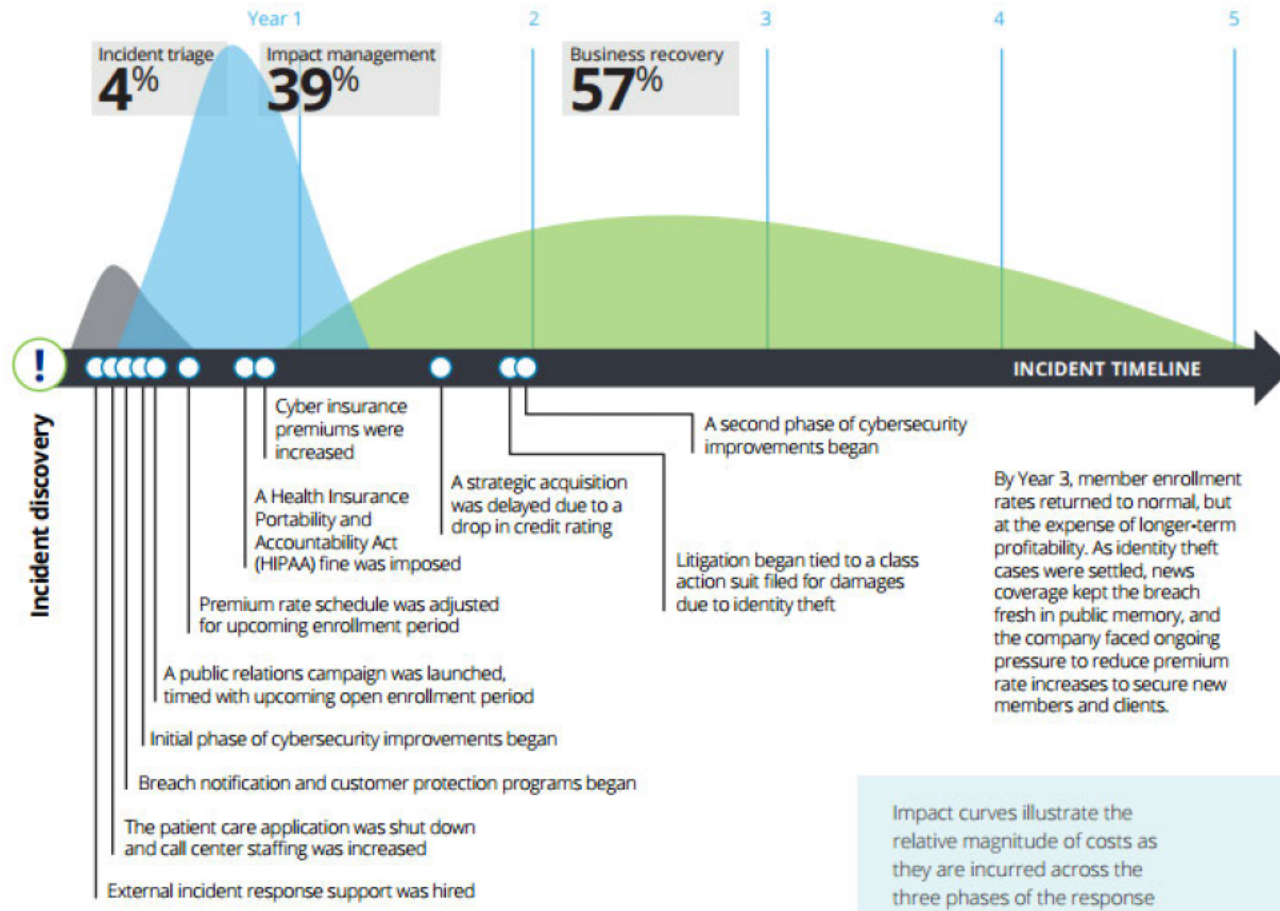 Year 1
2
3
4
5
Incident triage
4%
Impact management
39%
Business recovery
57%
!
INCIDENT TIMELINE
Incident discovery
Cyber insurance
premiums were
increased
A Health Insurance
Portability and
Accountability Act
(HIPAA) fine was imposed
A strategic acquisition
was delayed due to a
drop in credit rating
A second phase of cybersecurity
improvements began
Litigation began tied to a class
action suit filed for damages
due to identity theft
Premium rate schedule was adjusted
for upcoming enrollment period
A public relations campaign was launched,
timed with upcoming open enrollment period
Initial phase of cybersecurity improvements began
Breach notification and customer protection programs began
The patient care application was shut down
and call center staffing was increased
External incident response support was hired
By Year 3, member enrollment
rates returned to normal, but
at the expense of longer-term
profitability. As identity theft
cases were settled, news
coverage kept the breach
fresh in public memory, and
the company faced ongoing
pressure to reduce premium
rate increases to secure new
members and clients.
Impact curves illustrate the
relative magnitude of costs as
they are incurred across the
three phases of the response